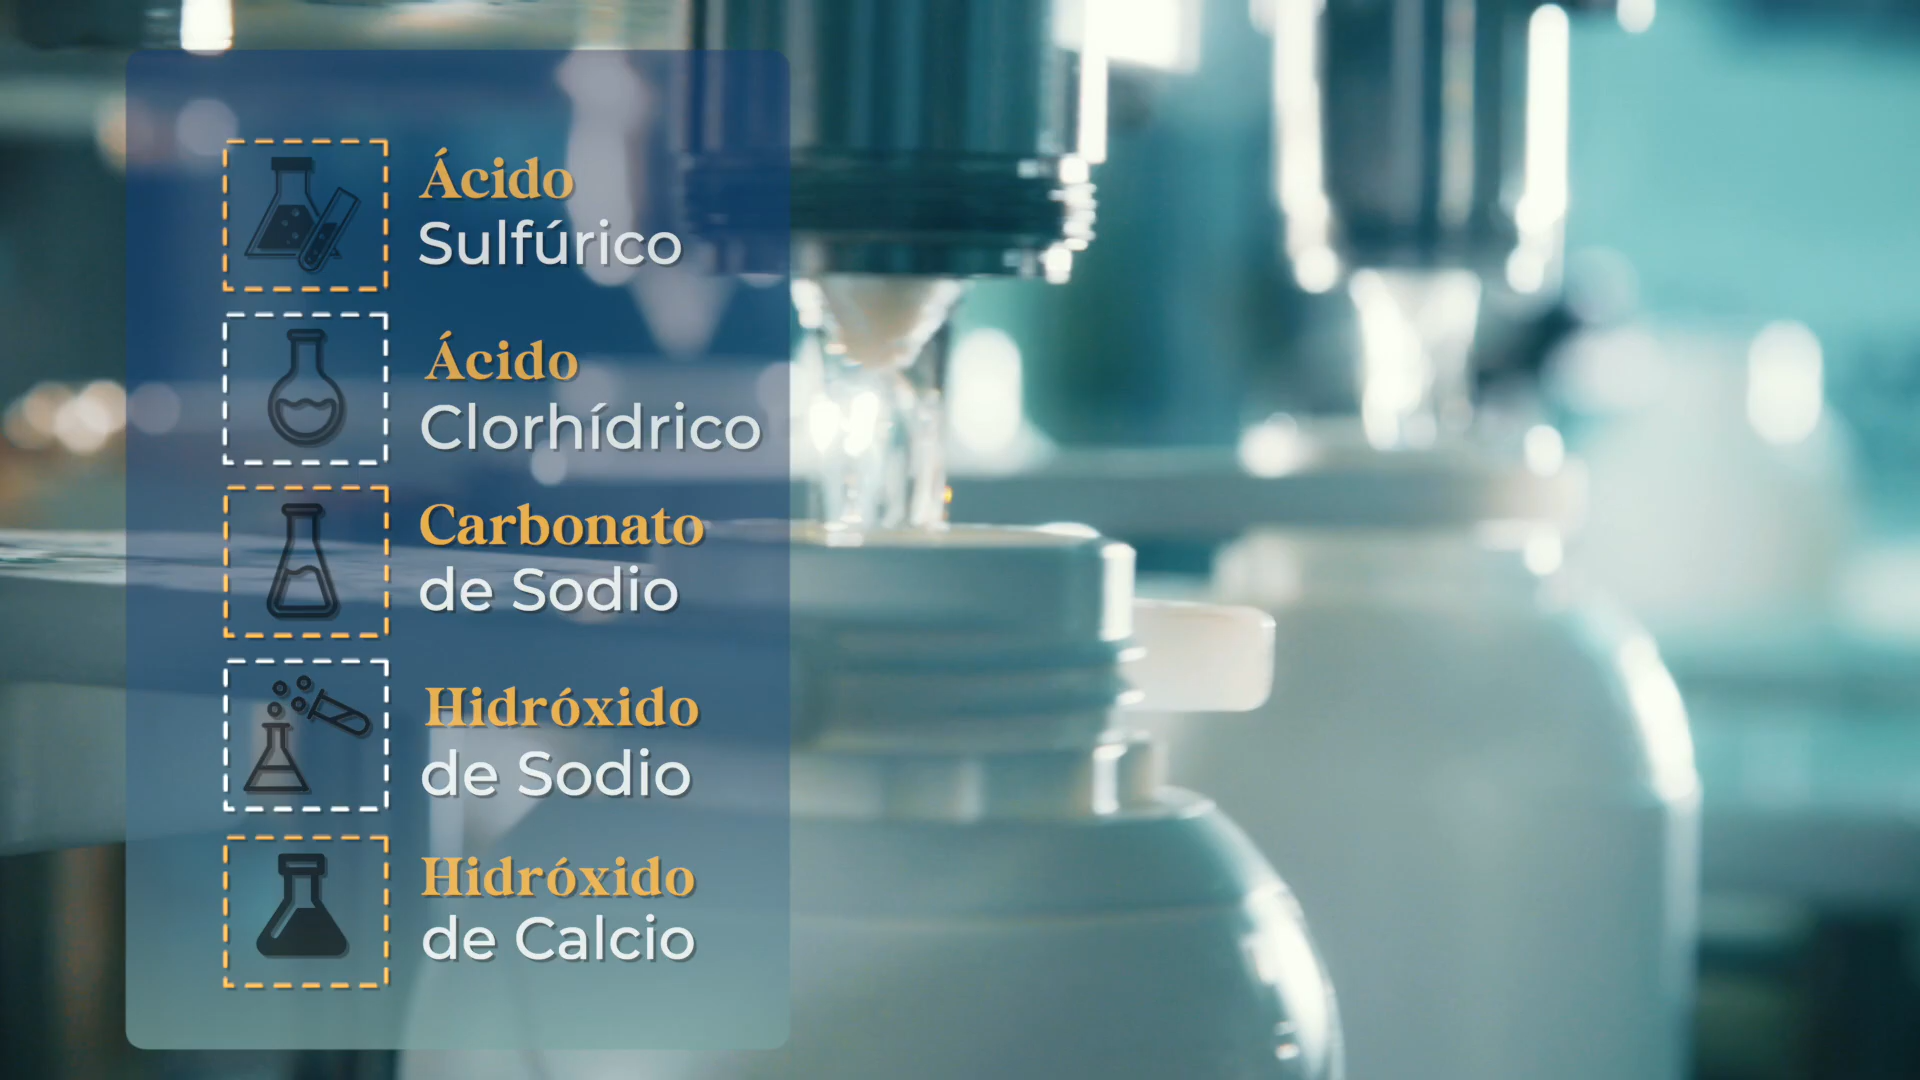 Ácido
Sulfúrico
Ácido
Clorhídrico
Carbonato
de Sodio
Hidróxido
de Sodio
Hidróxido
de Calcio